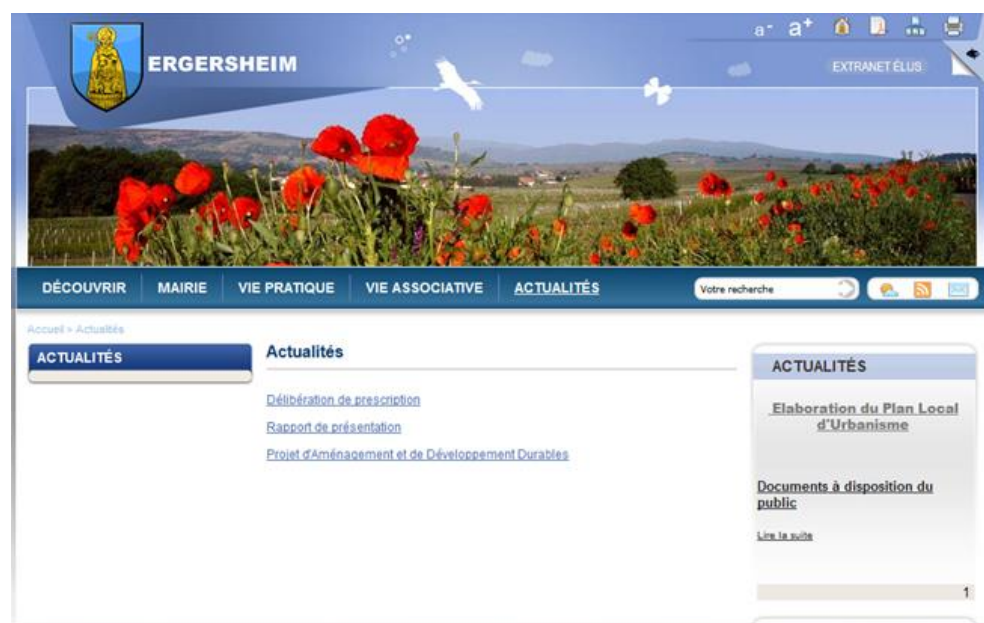 a- a+
ERGERSHEIM
EXTRANET ÉLUS
DÉCOUVRIR MAIRIE VIE PRATIQUE VIE ASSOCIATIVE ACTUALITÉS Votre recherche
Accueil > Actualités
ACTUALITÉS
Actualités
Délibération de prescription
Rapport de présentation
Projet d'Aménagement et de Développement Durables
ACTUALITÉS
Elaboration du Plan Local
d'Urbanisme
Documents à disposition du
public
Lire la suite
1